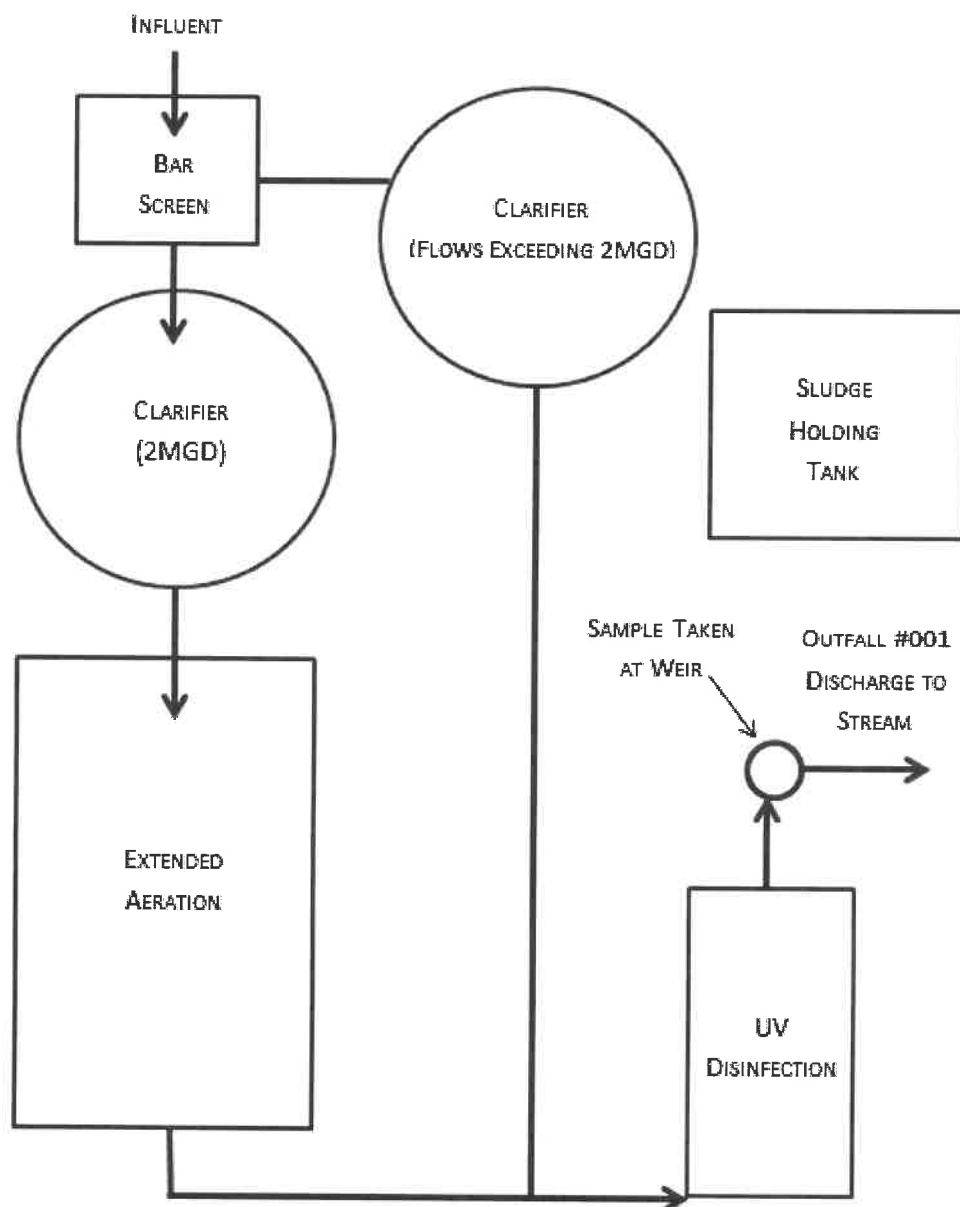 INFLUENT
BAR
SCREEN
CLARIFIER
(FLOWS EXCEEDING 2MGD)
CLARIFIER
(2MGD)
SLUDGE
HOLDING
TANK
SAMPLE TAKEN
AT WEIR
OUTFALL #001
DISCHARGE TO
STREAM
EXTENDED
AERATION
UV
DISINFECTION